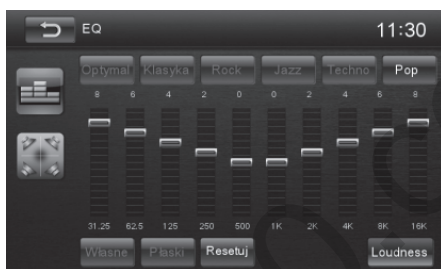 EQ 11:30
Optymal Klasyka Rock Jazz Techno Pop
8 6 4 2 0 0 2 4 6 8
31.25 62.5 125 250 500 1K 2K 4K 8K 16K
Własne Płaski Resetuj Loudness